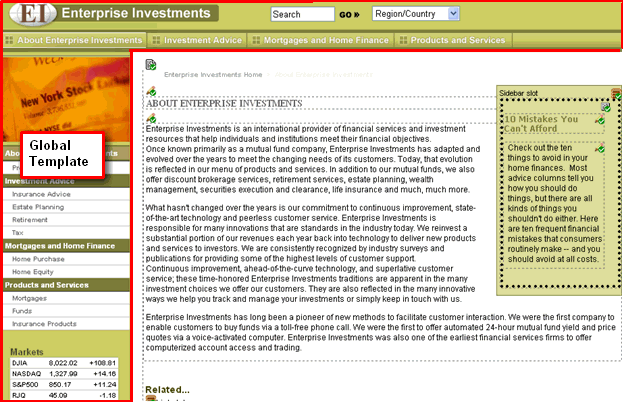 EI Enterprise Investments
Search
GO »
Region/Country
About Enterprise Investments
Investment Advice
Mortgages and Home Finance
Products and Services
New York Stock
Global
Template
Investment Advice
Insurance Advice
Estate Planning
Retirement
Tax
Mortgages and Home Finance
Home Purchase
Home Equity
Products and Services
Mortgages
Funds
Insurance Products
Markets
DJIA 8,022.02 +108.81
NASDAQ 1,327.99 +14.16
S&P500 850.17 +11.24
RJQ 45.09 -1.18
Enterprise Investments Home
About Enterprise Investments
ABOUT ENTERPRISE INVESTMENTS
Enterprise Investments is an international provider of financial services and investment
resources that help individuals and institutions meet their financial objectives.
Once known primarily as a mutual fund company, Enterprise Investments has adapted and
evolved over the years to meet the changing needs of its customers. Today, that evolution
is reflected in our menu of products and services. In addition to our mutual funds, we also
offer discount brokerage services, retirement services, estate planning, wealth
management, securities execution and clearance, life insurance and much, much more.
What hasn't changed over the years is our commitment to continuous improvement, state-
of-the-art technology and peerless customer service. Enterprise Investments is
responsible for many innovations that are standards in the industry today. We reinvest a
substantial portion of our revenues each year back into technology to deliver new products
and services to investors. We are consistently recognized by industry surveys and
publications for providing some of the highest levels of customer support.
Continuous improvement, ahead-of-the-curve technology, and superlative customer
service; these time-honored Enterprise Investments traditions are apparent in the many
investment choices we offer our customers. They are also reflected in the many innovative
ways we help you track and manage your investments or simply keep in touch with us.
Enterprise Investments has long been a pioneer of new methods to facilitate customer interaction. We were the first company to
enable customers to buy funds via a toll-free phone call. We were the first to offer automated 24-hour mutual fund yield and price
quotes via a voice-activated computer. Enterprise Investments was also one of the earliest financial services firms to offer
computerized account access and trading.
Related...
Sidebar slot
10 Mistakes You
Can't Afford
Check out the ten
things to avoid in your
home finances. Most
advice columns tell you
how you should do
things, but there are all
kinds of things you
shouldn't do either. Here
are ten frequent financial
mistakes that consumers
routinely make -- and you
should avoid at all costs.